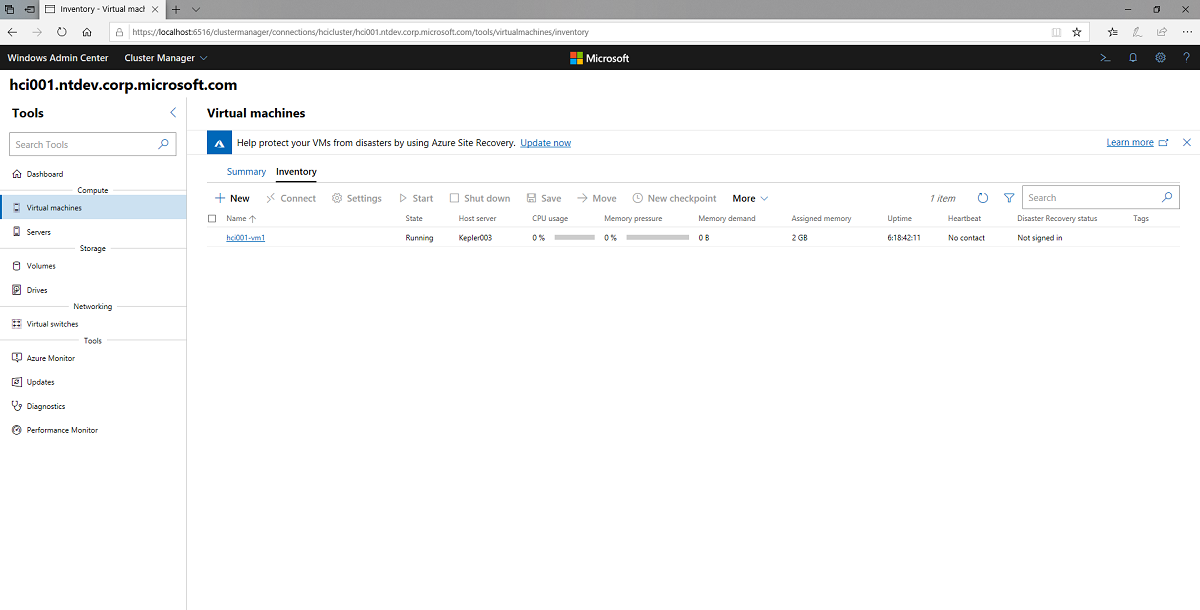 Inventory - Virtual mach
https://localhost:6516/clustermanager/connections/hcicluster/hci001.ntdev.corp.microsoft.com/tools/virtualmachines/inventory
Windows Admin Center Cluster Manager Microsoft
hci001.ntdev.corp.microsoft.com
Tools
Search Tools
Dashboard
Compute
Virtual machines
Servers
Storage
Volumes
Drives
Networking
Virtual switches
Tools
Azure Monitor
Updates
Diagnostics
Performance Monitor
Virtual machines
Help protect your VMs from disasters by using Azure Site Recovery. Update now Learn more
Summary Inventory
New Connect Settings Start Shut down Save Move New checkpoint More 1 item Search
Name State Host server CPU usage Memory pressure Memory demand Assigned memory Uptime Heartbeat Disaster Recovery status Tags
hci001-vm1 Running Kepler003 0 % 0 % 0 B 2 GB 6:18:42:11 No contact Not signed in